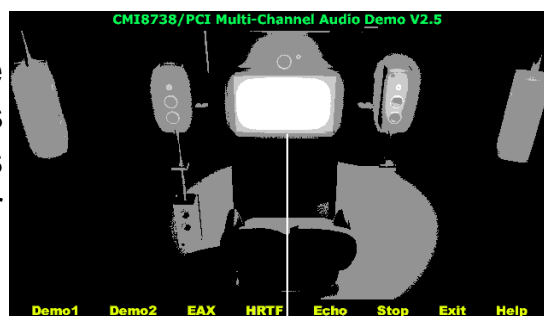 CMI8738/PCI Multi-Channel Audio Demo V2.5
Demo1 Demo2 EAX HRTF Echo Stop Exit Help